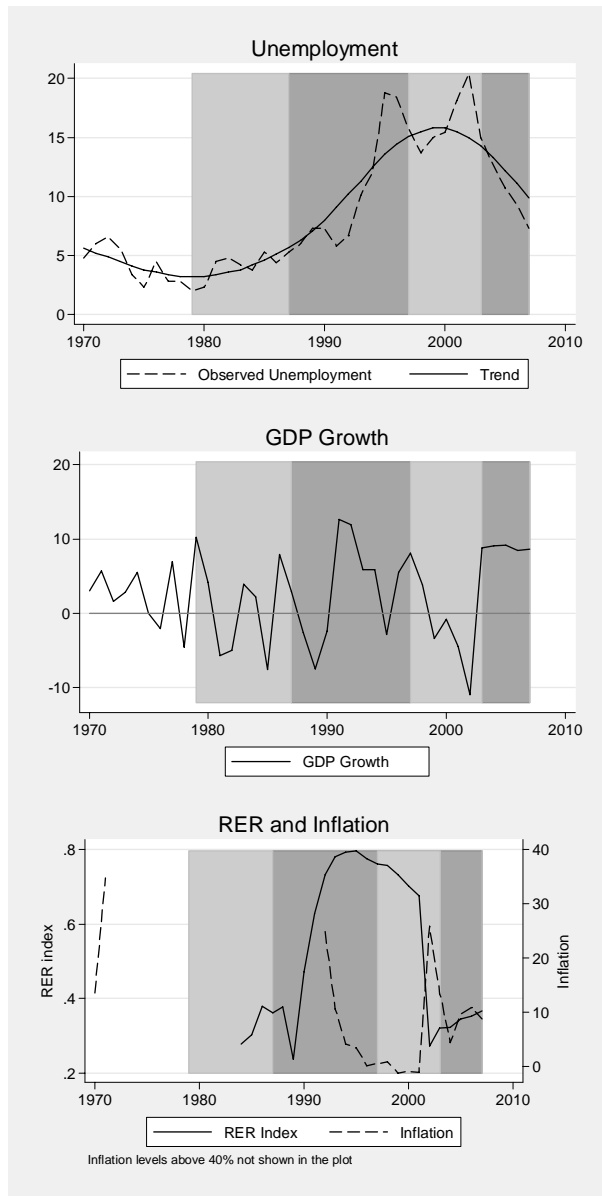 Unemployment
20
15
10
5
0
1970 1980 1990 2000 2010
Observed Unemployment Trend
GDP Growth
20
10
0
-10
1970 1980 1990 2000 2010
GDP Growth
RER and Inflation
.8 40
30
.6
20
.4
10
0
.2
RER index
Inflation
1970 1980 1990 2000 2010
RER Index Inflation
Inflation levels above 40% not shown in the plot